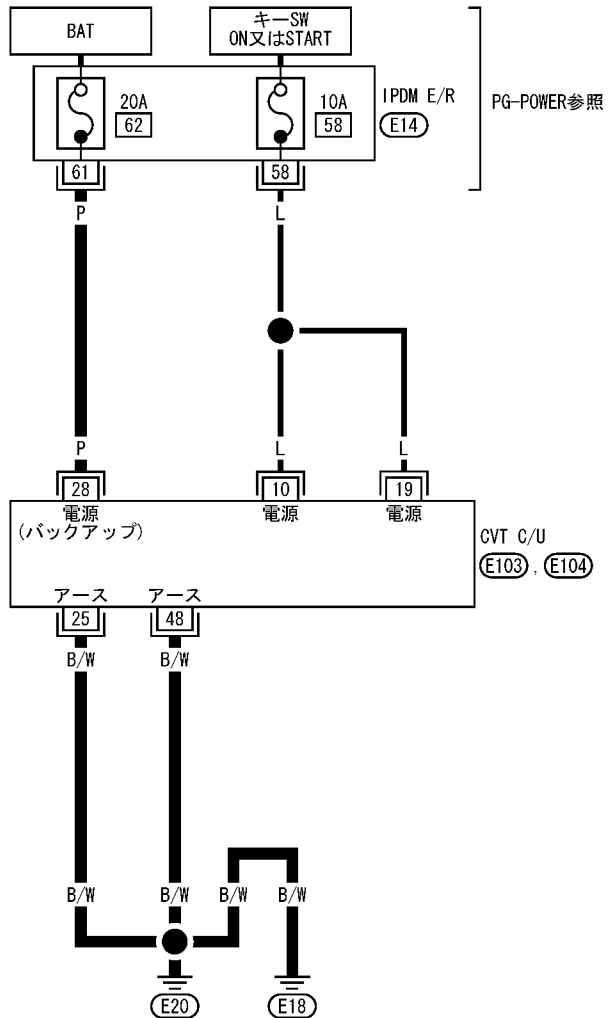 BAT
キーSW
ON又はSTART
20A
62
10A
58
IPDM E/R
E14
PG-POWER参照
61
58
P
L
P
L
L
28
10
19
電源
(バックアップ)
電源
電源
CVT C/U
E103 , E104
アース
アース
25
48
B/W
B/W
B/W
B/W
B/W
B/W
E20
E18